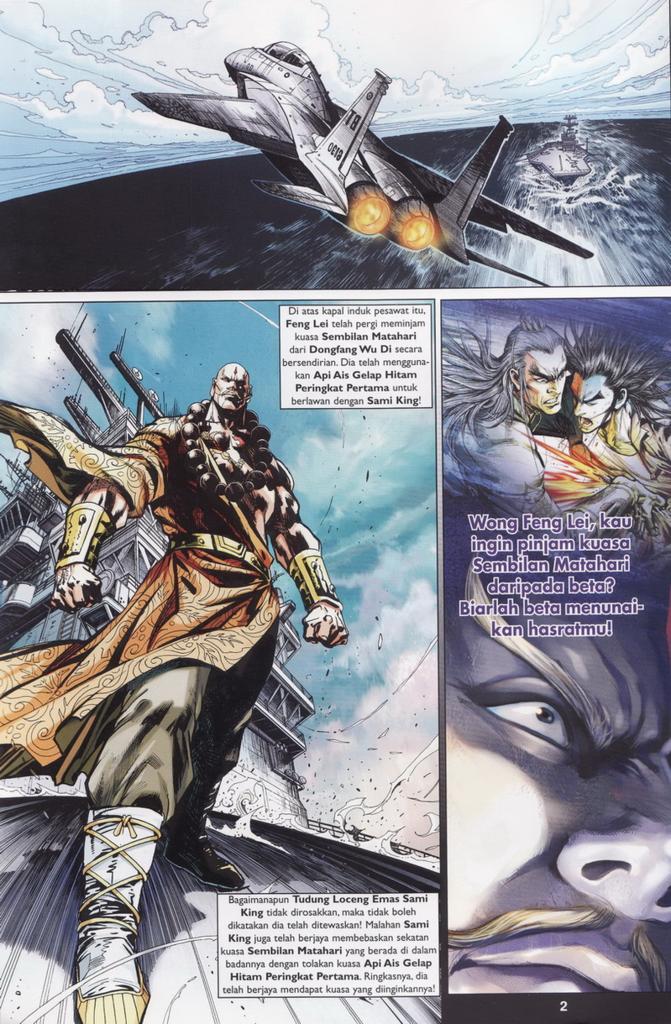 0830
Di atas kapal induk pesawat itu,
Feng Lei telah pergi meminjam
kuasa Sembilan Matahari
dari Dongfang Wu Di secara
bersendirian. Dia telah mengguna-
kan Api Ais Gelap Hitam
Peringkat Pertama untuk
berlawan dengan Sami King!
Wong Feng Lei, kau
ingin pinjam kuasa
Sembilan Matahari
daripada beta?
Biarlah beta menunai-
kan hasratmu!
Bagaimanapun Tudung Loceng Emas Sami
King tidak dirosakkan, maka tidak boleh
dikatakan dia telah ditewaskan! Malahan Sami
King juga telah berjaya membebaskan sekatan
kuasa Sembilan Matahari yang berada di dalam
badannya dengan tolakan kuasa Api Ais Gelap
Hitam Peringkat Pertama. Ringkasnya, dia
telah berjaya mendapat kuasa yang diinginkannya!
2